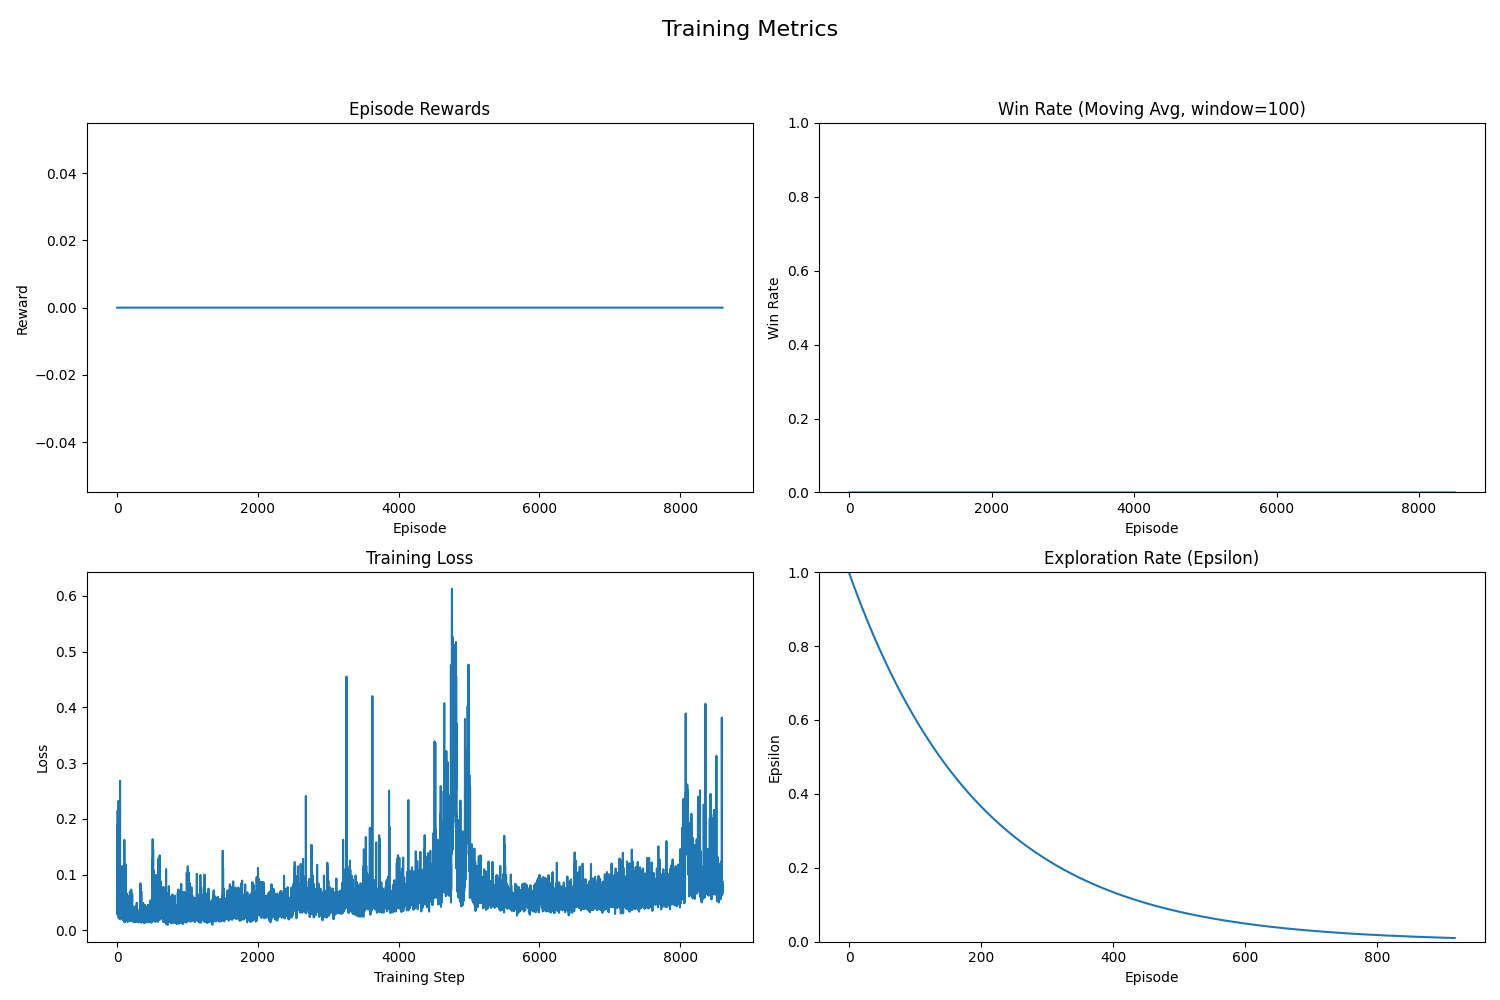 Training Metrics
Episode Rewards
0.04
0.02
0.00
−0.02
−0.04
Reward
0 2000 4000 6000 8000
Episode
Win Rate (Moving Avg, window=100)
1.0
0.8
0.6
0.4
0.2
0.0
Win Rate
0 2000 4000 6000 8000
Episode
Training Loss
0.6
0.5
0.4
0.3
0.2
0.1
0.0
Loss
0 2000 4000 6000 8000
Training Step
Exploration Rate (Epsilon)
1.0
0.8
0.6
0.4
0.2
0.0
Epsilon
0 200 400 600 800
Episode